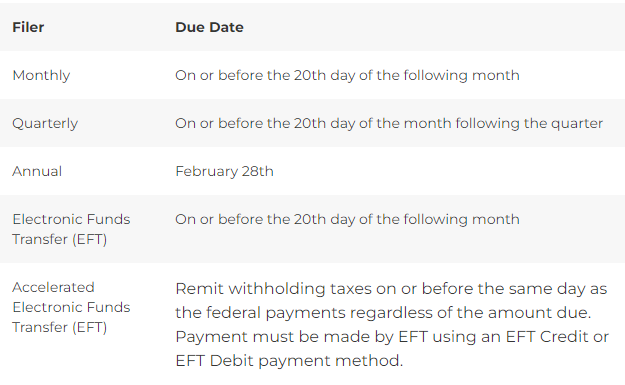 Filer Due Date
Monthly On or before the 20th day of the following month
Quarterly On or before the 20th day of the month following the quarter
Annual February 28th
Electronic Funds
Transfer (EFT)
On or before the 20th day of the following month
Accelerated
Electronic Funds
Transfer (EFT)
Remit withholding taxes on or before the same day as
the federal payments regardless of the amount due.
Payment must be made by EFT using an EFT Credit or
EFT Debit payment method.